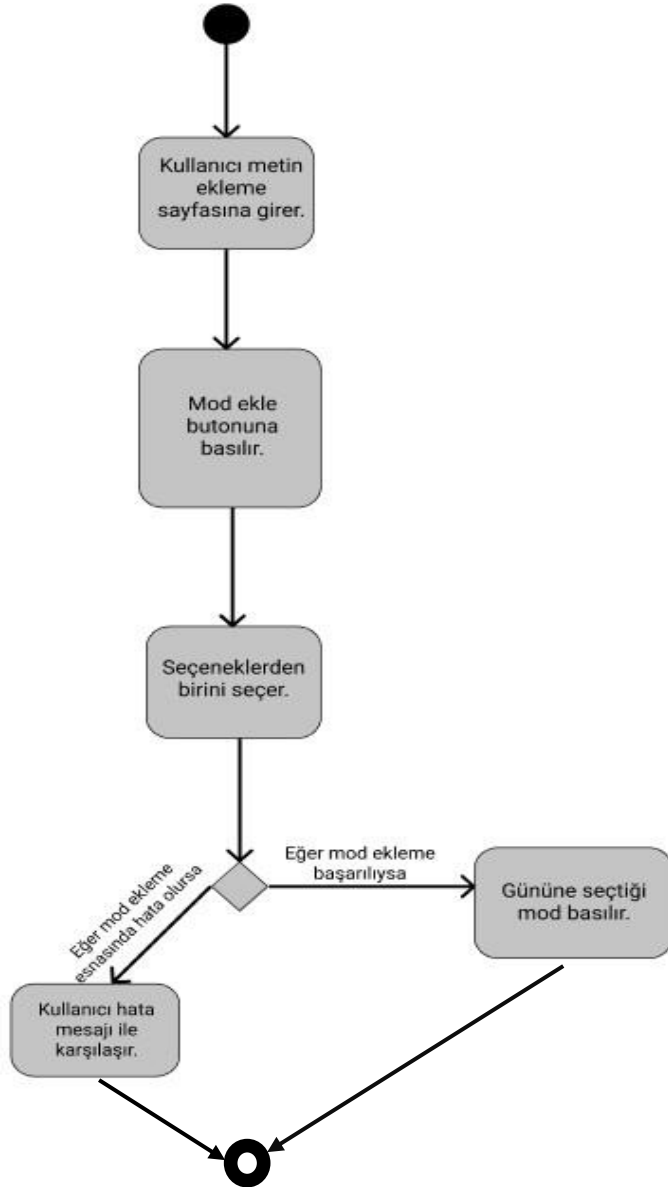 Kullanıcı metin
ekleme
sayfasına girer.
Mod ekle
butonuna
basılır.
Seçeneklerden
birini seçer.
Eğer mod ekleme
başarılıysa
Eğer mod ekleme
esnasında hata olursa
Gününe seçtiği
mod basılır.
Kullanıcı hata
mesajı ile
karşılaşır.